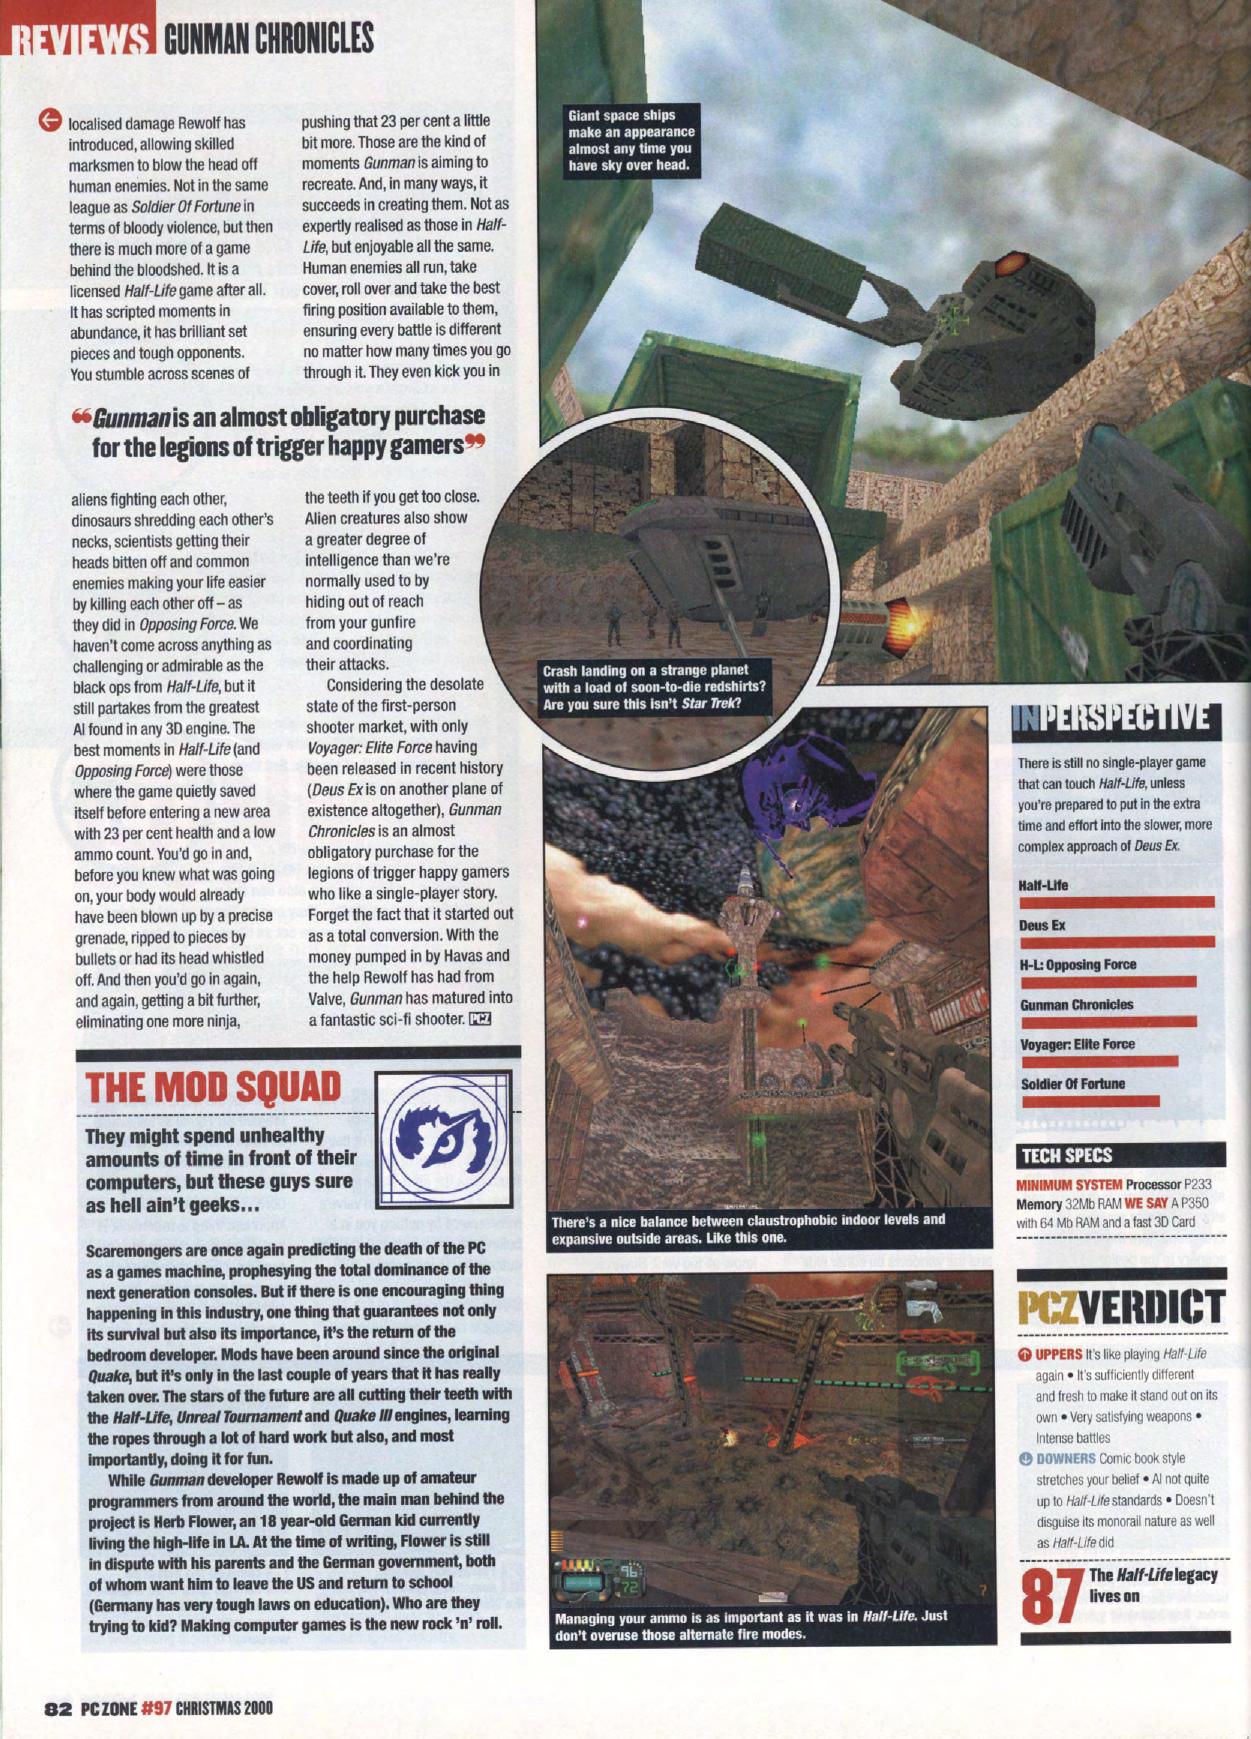 REVIEWS GUNMAN CHRONICLES
localised damage Rewolf has
introduced, allowing skilled
marksmen to blow the head off
human enemies. Not in the same
league as Soldier Of Fortune in
terms of bloody violence, but then
there is much more of a game
behind the bloodshed. It is a
licensed Half-Life game after all.
It has scripted moments in
abundance, it has brilliant set
pieces and tough opponents.
You stumble across scenes of
aliens fighting each other,
dinosaurs shredding each other's
necks, scientists getting their
heads bitten off and common
enemies making your life easier
by killing each other off – as
they did in Opposing Force. We
haven't come across anything as
challenging or admirable as the
black ops from Half-Life, but it
still partakes from the greatest
AI found in any 3D engine. The
best moments in Half-Life (and
Opposing Force) were those
where the game quietly saved
itself before entering a new area
with 23 per cent health and a low
ammo count. You'd go in and,
before you knew what was going
on, your body would already
have been blown up by a precise
grenade, ripped to pieces by
bullets or had its head whistled
off. And then you'd go in again,
and again, getting a bit further,
eliminating one more ninja,
pushing that 23 per cent a little
bit more. Those are the kind of
moments Gunman is aiming to
recreate. And, in many ways, it
succeeds in creating them. Not as
expertly realised as those in Half-
Life, but enjoyable all the same.
Human enemies all run, take
cover, roll over and take the best
firing position available to them,
ensuring every battle is different
no matter how many times you go
through it. They even kick you in
the teeth if you get too close.
Alien creatures also show
a greater degree of
intelligence than we're
normally used to by
hiding out of reach
from your gunfire
and coordinating
their attacks.
Considering the desolate
state of the first-person
shooter market, with only
Voyager: Elite Force having
been released in recent history
(Deus Ex is on another plane of
existence altogether), Gunman
Chronicles is an almost
obligatory purchase for the
legions of trigger happy gamers
who like a single-player story.
Forget the fact that it started out
as a total conversion. With the
money pumped in by Havas and
the help Rewolf has had from
Valve, Gunman has matured into
a fantastic sci-fi shooter. PCZ
“Gunman is an almost obligatory purchase
for the legions of trigger happy gamers”
THE MOD SQUAD
They might spend unhealthy
amounts of time in front of their
computers, but these guys sure
as hell ain't geeks...
Scaremongers are once again predicting the death of the PC
as a games machine, prophesying the total dominance of the
next generation consoles. But if there is one encouraging thing
happening in this industry, one thing that guarantees not only
its survival but also its importance, it's the return of the
bedroom developer. Mods have been around since the original
Quake, but it's only in the last couple of years that it has really
taken over. The stars of the future are all cutting their teeth with
the Half-Life, Unreal Tournament and Quake III engines, learning
the ropes through a lot of hard work but also, and most
importantly, doing it for fun.
While Gunman developer Rewolf is made up of amateur
programmers from around the world, the main man behind the
project is Herb Flower, an 18 year-old German kid currently
living the high-life in LA. At the time of writing, Flower is still
in dispute with his parents and the German government, both
of whom want him to leave the US and return to school
(Germany has very tough laws on education). Who are they
trying to kid? Making computer games is the new rock 'n' roll.
Giant space ships
make an appearance
almost any time you
have sky over head.
Crash landing on a strange planet
with a load of soon-to-die redshirts?
Are you sure this isn't Star Trek?
There's a nice balance between claustrophobic indoor levels and
expansive outside areas. Like this one.
96
72
7
Managing your ammo is as important as it was in Half-Life. Just
don't overuse those alternate fire modes.
INPERSPECTIVE
There is still no single-player game
that can touch Half-Life, unless
you're prepared to put in the extra
time and effort into the slower, more
complex approach of Deus Ex.
Half-Life
Deus Ex
H-L: Opposing Force
Gunman Chronicles
Voyager: Elite Force
Soldier Of Fortune
TECH SPECS
MINIMUM SYSTEM Processor P233
Memory 32Mb RAM WE SAY A P350
with 64 Mb RAM and a fast 3D Card
PCZVERDICT
UPPERS It's like playing Half-Life
again • It's sufficiently different
and fresh to make it stand out on its
own • Very satisfying weapons •
Intense battles
DOWNERS Comic book style
stretches your belief • AI not quite
up to Half-Life standards • Doesn't
disguise its monorail nature as well
as Half-Life did
87 The Half-Life legacy
lives on
82 PC ZONE #97 CHRISTMAS 2000